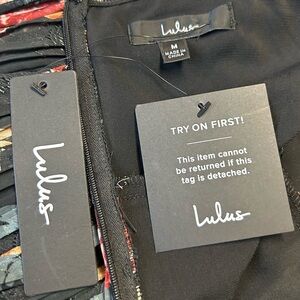 Lulus
M
MADE IN
CHINA
Lulus
TRY ON FIRST!
This item cannot
be returned if this
tag is detached.
Lulus